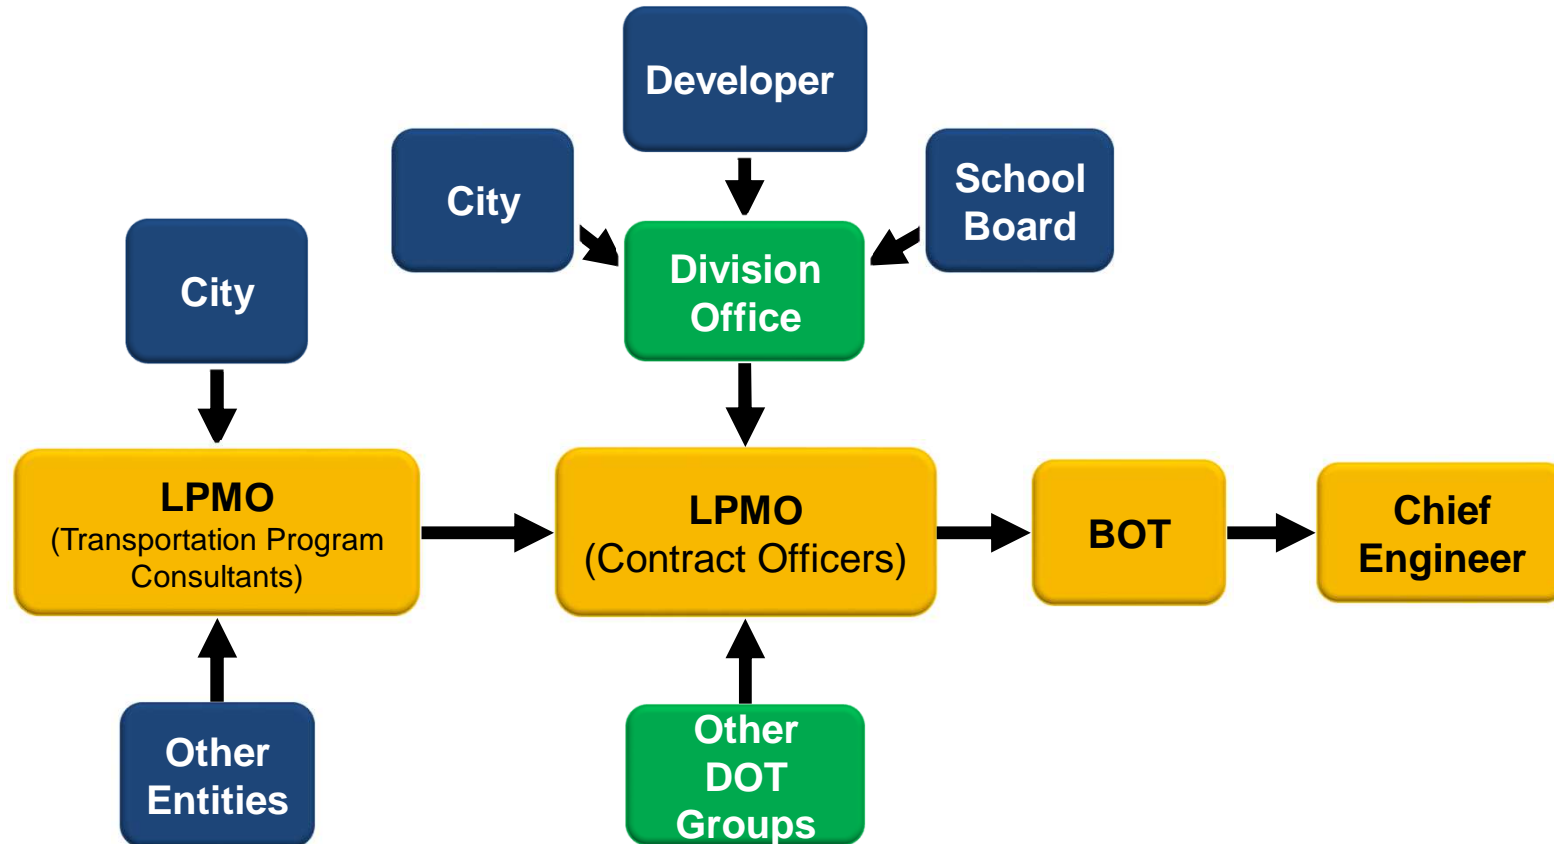 Developer
City
School
Board
City
Division
Office
LPMO
(Transportation Program
Consultants)
LPMO
(Contract Officers)
BOT
Chief
Engineer
Other
Entities
Other
DOT
Groups